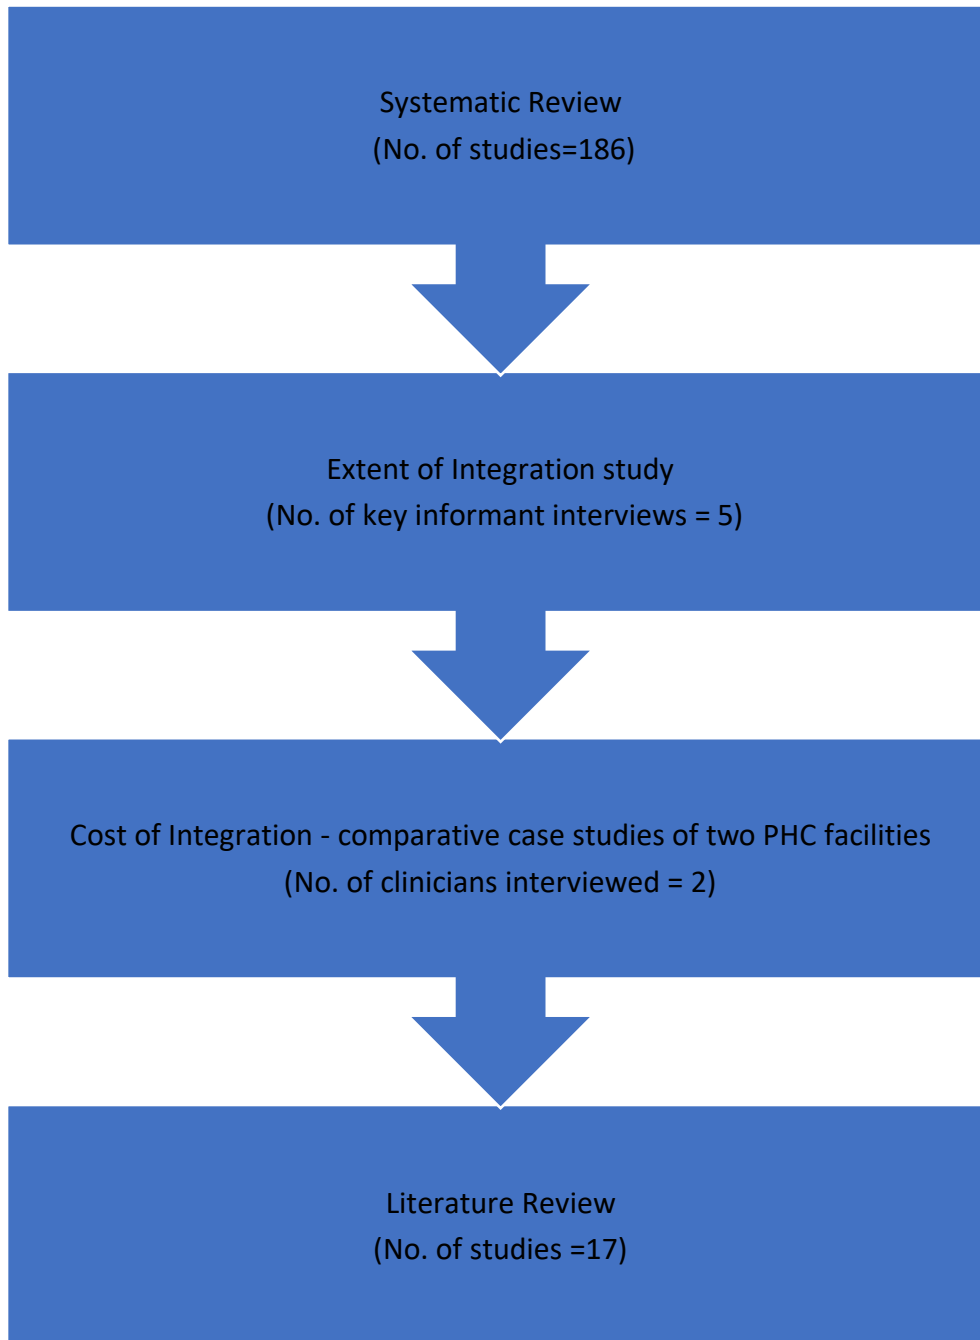 Systematic Review
(No. of studies=186)
Extent of Integration study
(No. of key informant interviews = 5)
Cost of Integration - comparative case studies of two PHC facilities
(No. of clinicians interviewed = 2)
Literature Review
(No. of studies =17)